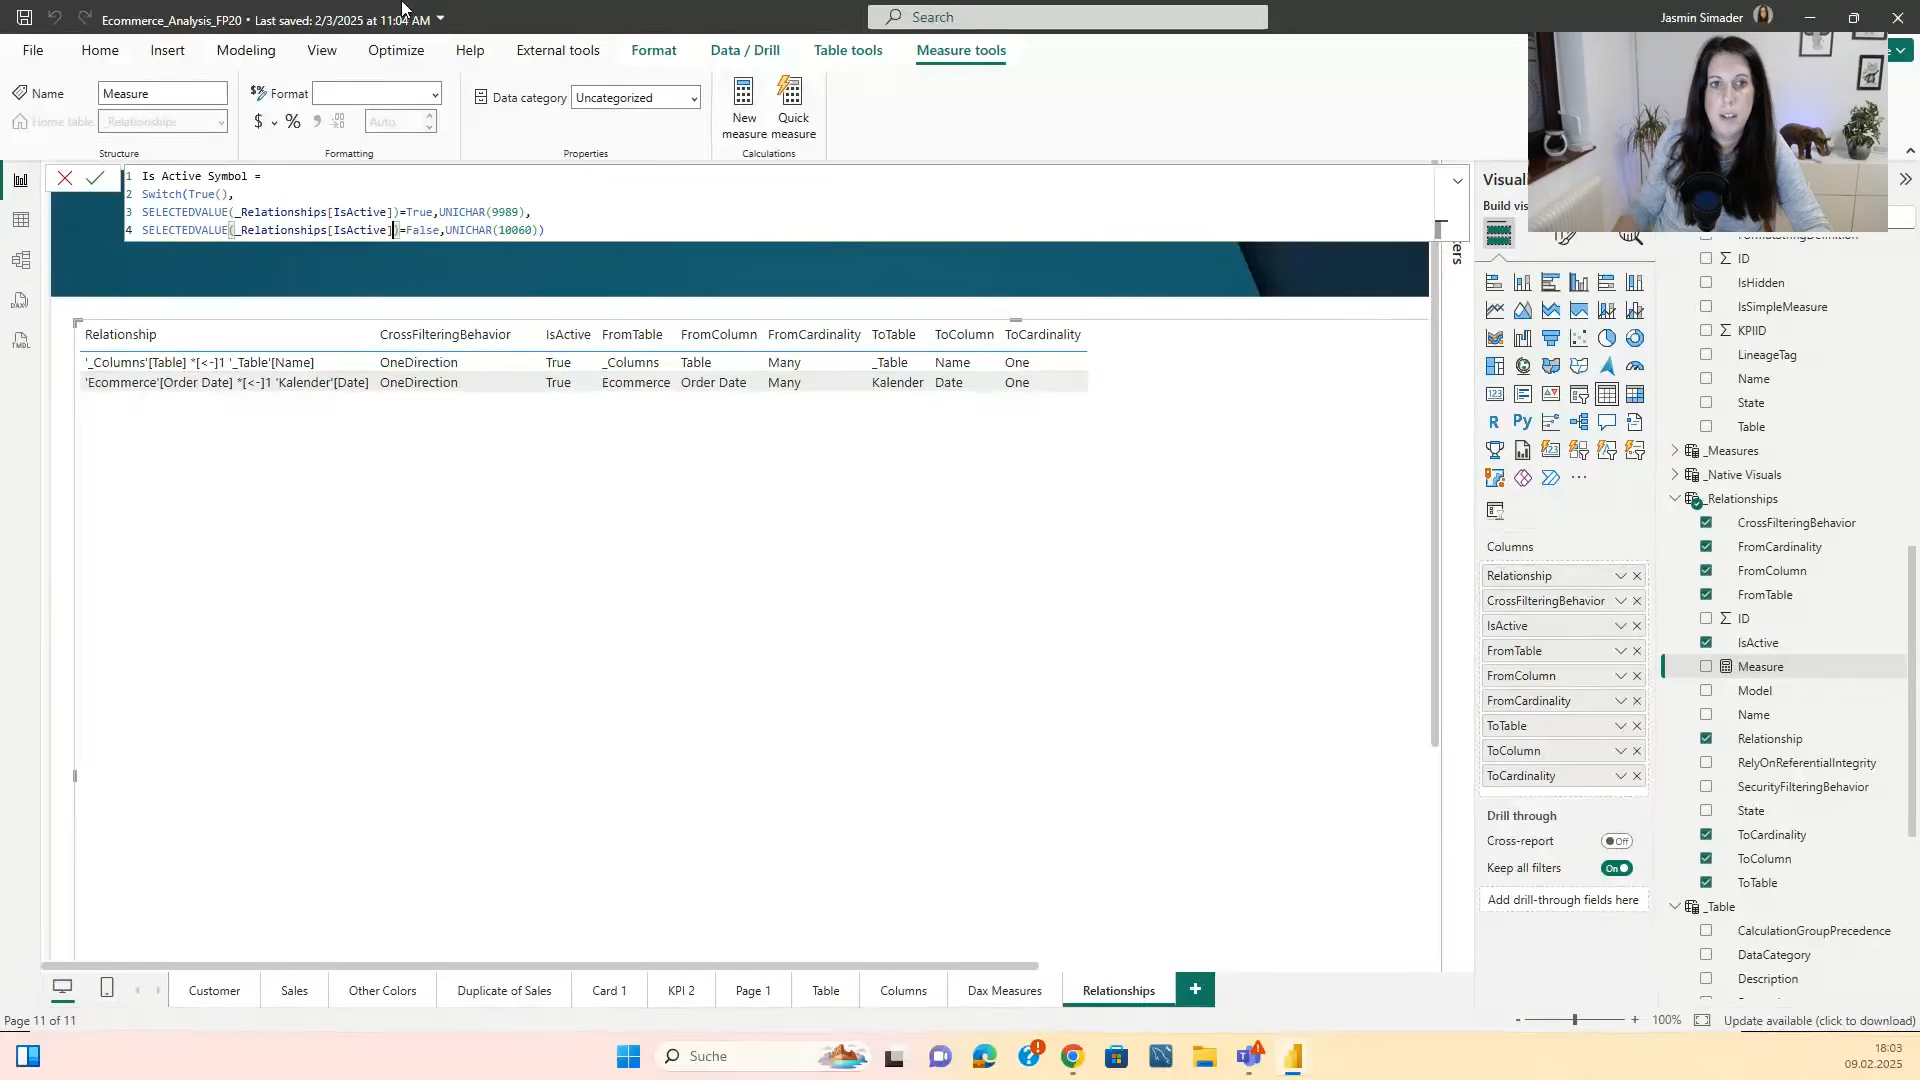 Ecommerce_Analysis_FP20 • Last saved: 2/3/2025 at 11:04 AM
Search
Jasmin Simader
File Home Insert Modeling View Optimize Help External tools Format Data / Drill Table tools Measure tools
Name Measure
Home table _Relationships
Structure
Format
$ % Auto
Formatting
Data category Uncategorized
Properties
New measure
Quick measure
Calculations
1 Is Active Symbol =
2 Switch(True(),
3 SELECTEDVALUE(_Relationships[IsActive])=True,UNICHAR(9989),
4 SELECTEDVALUE(_Relationships[IsActive])=False,UNICHAR(10060))
Relationship CrossFilteringBehavior IsActive FromTable FromColumn FromCardinality ToTable ToColumn ToCardinality
'_Columns'[Table] *[<-]1 '_Table'[Name] OneDirection True _Columns Table Many _Table Name One
'Ecommerce'[Order Date] *[<-]1 'Kalender'[Date] OneDirection True Ecommerce Order Date Many Kalender Date One
Build vis
Columns
Relationship
CrossFilteringBehavior
IsActive
FromTable
FromColumn
FromCardinality
ToTable
ToColumn
ToCardinality
Drill through
Cross-report Off
Keep all filters On
Add drill-through fields here
ID
IsHidden
IsSimpleMeasure
KPIID
LineageTag
Name
State
Table
_Measures
_Native Visuals
_Relationships
CrossFilteringBehavior
FromCardinality
FromColumn
FromTable
ID
IsActive
Measure
Model
Name
Relationship
RelyOnReferentialIntegrity
SecurityFilteringBehavior
State
ToCardinality
ToColumn
ToTable
_Table
CalculationGroupPrecedence
DataCategory
Description
Customer Sales Other Colors Duplicate of Sales Card 1 KPI 2 Page 1 Table Columns Dax Measures Relationships +
Page 11 of 11
- + 100% Update available (click to download)
Suche
18:03
09.02.2025